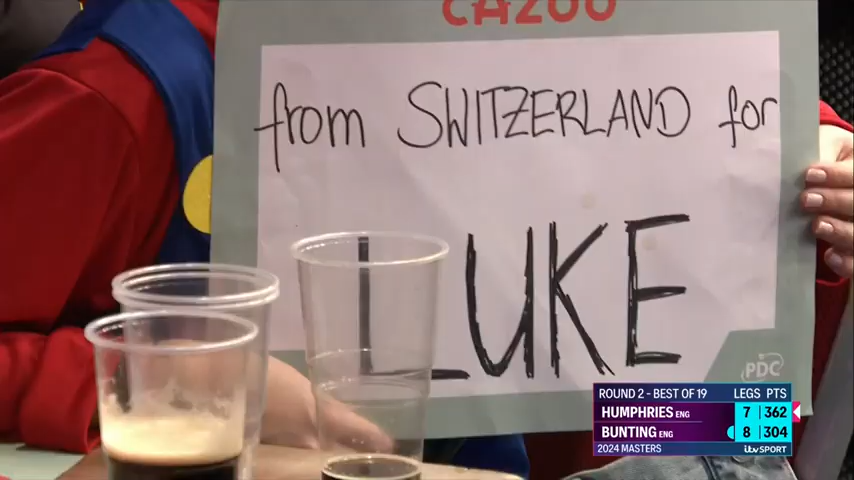 CAZOO
from SWITZERLAND for
LUKE
PDC
ROUND 2 - BEST OF 19 LEGS PTS
HUMPHRIES ENG 7 362
BUNTING ENG 8 304
2024 MASTERS itv SPORT